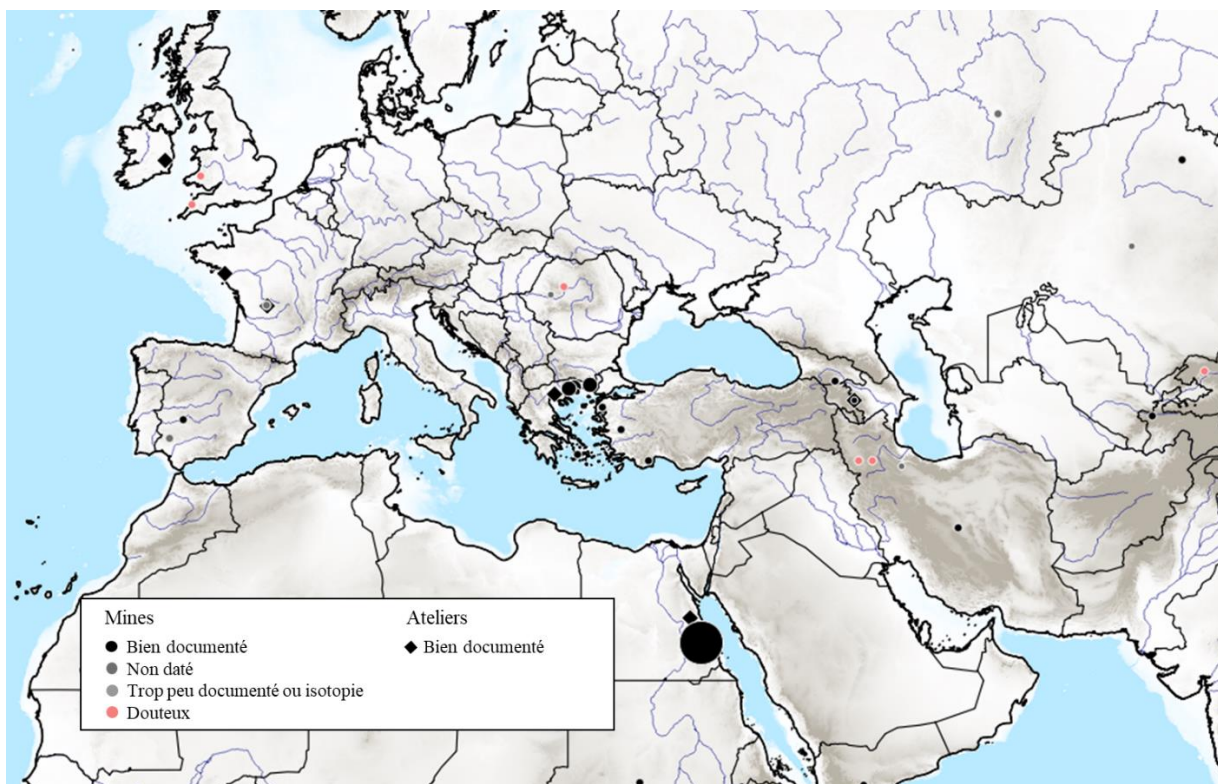 Mines
Ateliers
Bien documenté
Bien documenté
Non daté
Trop peu documenté ou isotopie
Douteux